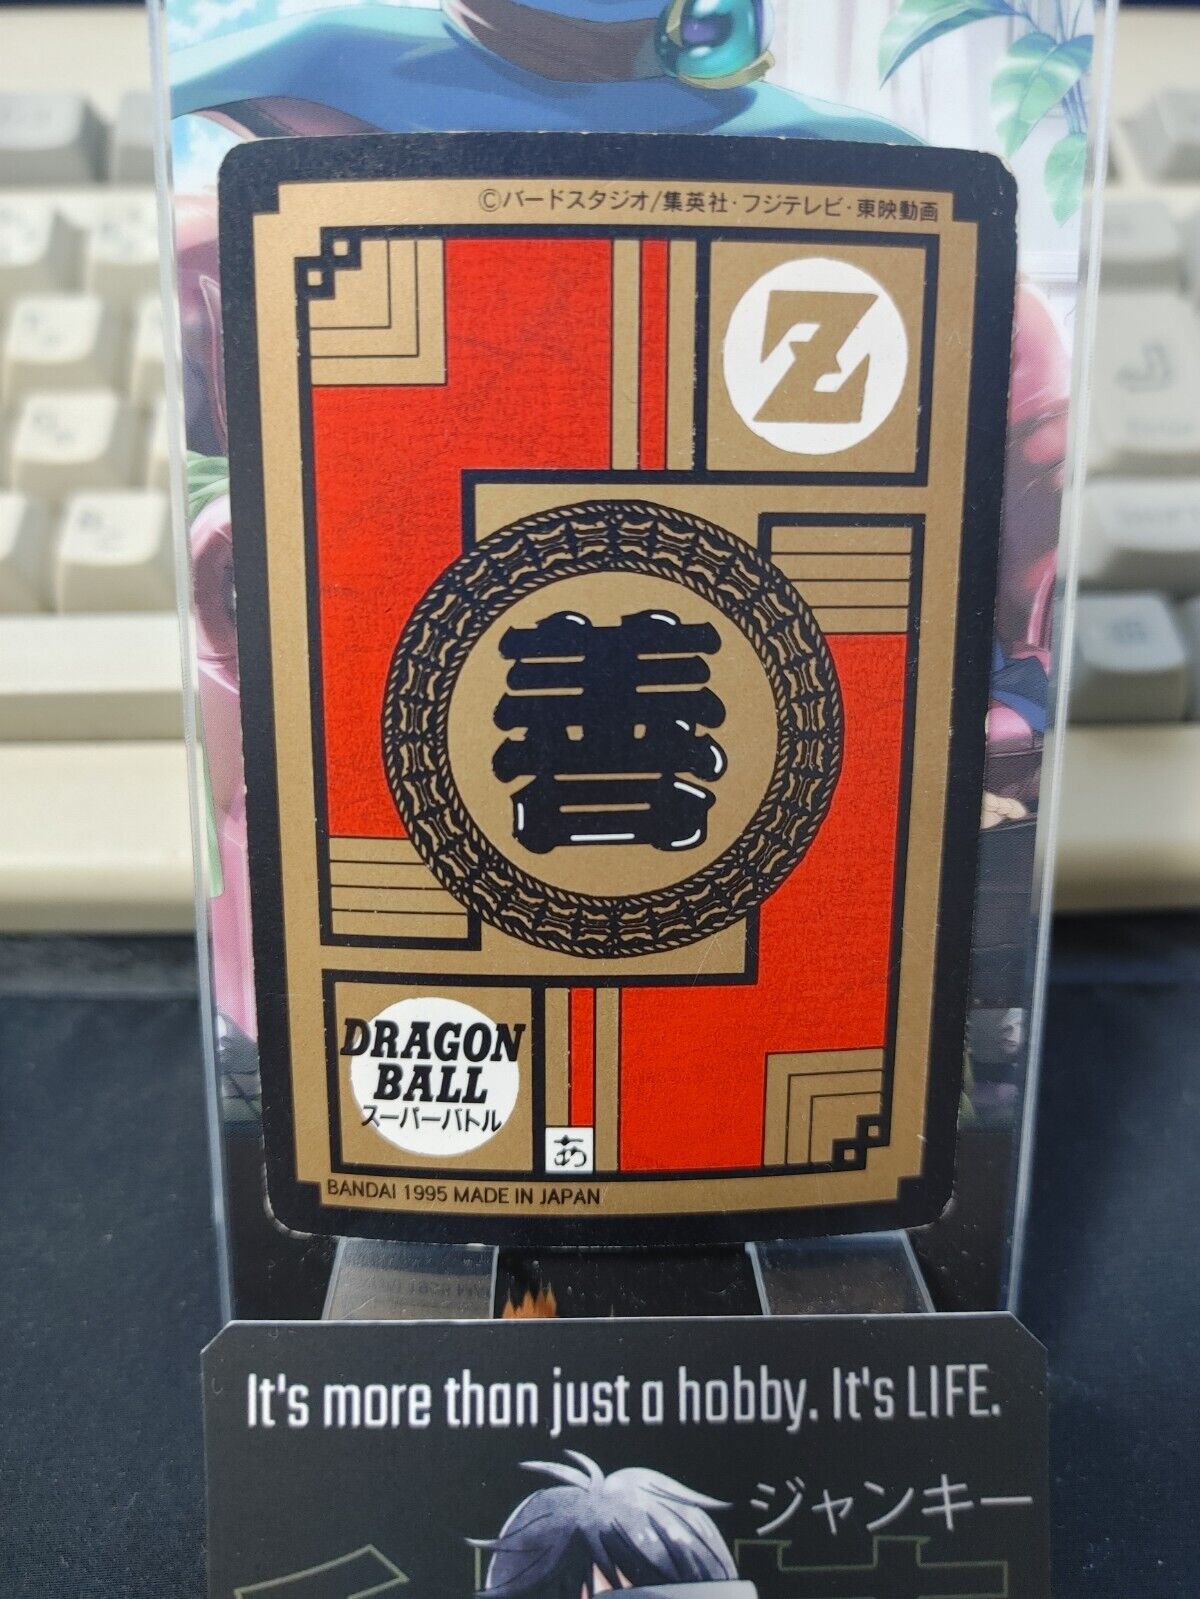 ©バードスタジオ/集英社・フジテレビ・東映動画
Z
善
DRAGON
BALL
スーパーバトル
あ
BANDAI 1995 MADE IN JAPAN
It's more than just a hobby. It's LIFE.
ジャンキー